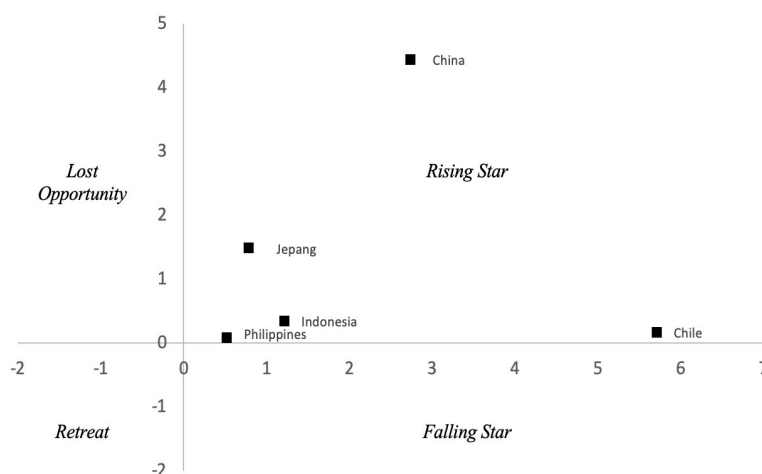 5
China
4
3
Lost
Opportunity
Rising Star
2
Jepang
1
Indonesia
Philippines
Chile
0
-2 -1 0 1 2 3 4 5 6 7
-1
Retreat
Falling Star
-2